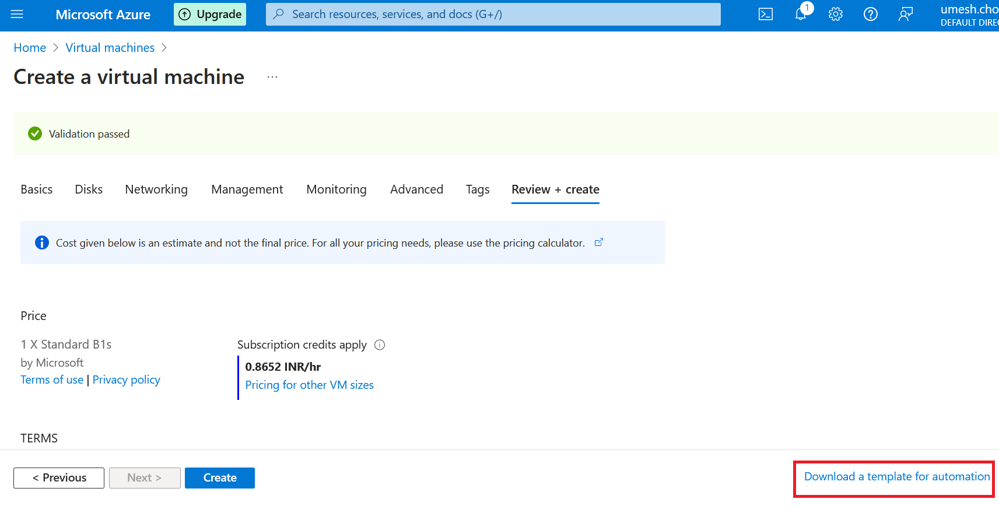 Microsoft Azure
Upgrade
Search resources, services, and docs (G+/)
1
umesh.cho
DEFAULT DIREC
Home > Virtual machines >
Create a virtual machine ...
Validation passed
Basics Disks Networking Management Monitoring Advanced Tags Review + create
Cost given below is an estimate and not the final price. For all your pricing needs, please use the pricing calculator.
Price
1 X Standard B1s
by Microsoft
Terms of use | Privacy policy
Subscription credits apply
0.8652 INR/hr
Pricing for other VM sizes
TERMS
< Previous Next > Create
Download a template for automation